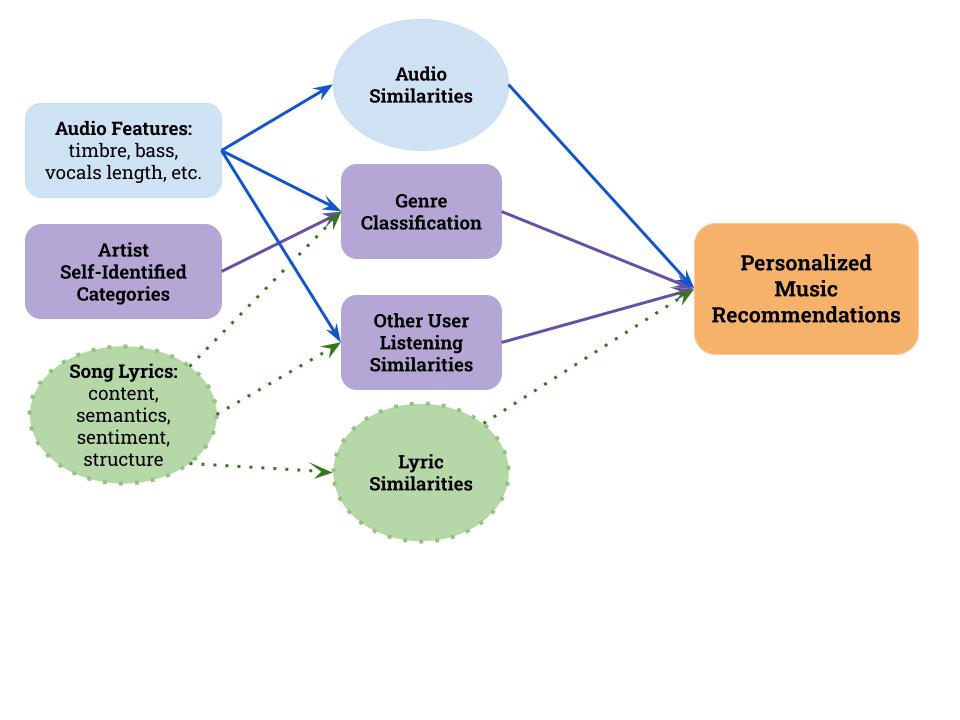 Audio
Similarities
Audio Features:
timbre, bass,
vocals length, etc.
Genre
Classification
Artist
Self-Identified
Categories
Personalized
Music
Recommendations
Other User
Listening
Similarities
Song Lyrics:
content,
semantics,
sentiment,
structure
Lyric
Similarities